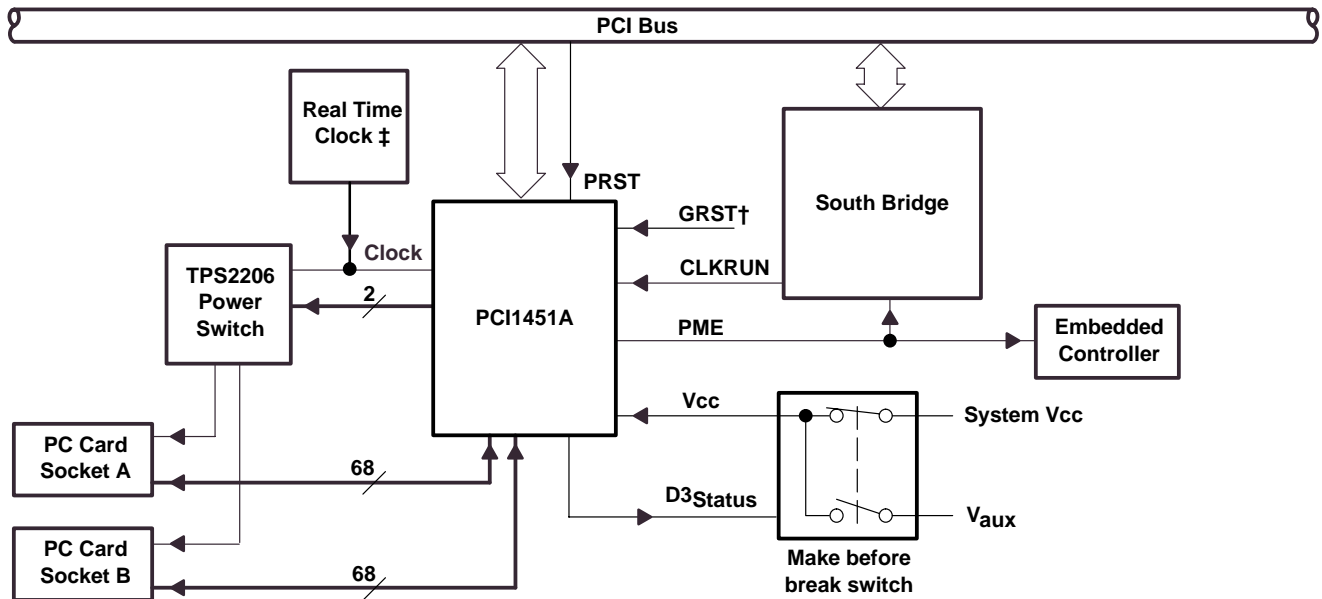 PCI Bus
Real Time
Clock ‡
PRST
GRST†
South Bridge
Clock
CLKRUN
TPS2206
Power
Switch
2
PCI1451A
PME
Embedded
Controller
Vcc
System Vcc
PC Card
Socket A
68
D3Status
Vaux
PC Card
Socket B
68
Make before
break switch